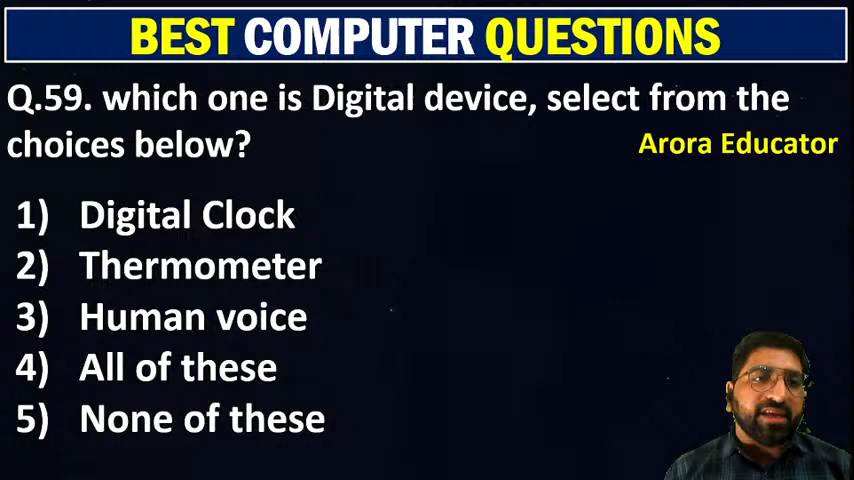 BEST COMPUTER QUESTIONS
Q.59. which one is Digital device, select from the
choices below?
Arora Educator
1) Digital Clock
2) Thermometer
3) Human voice
4) All of these
5) None of these